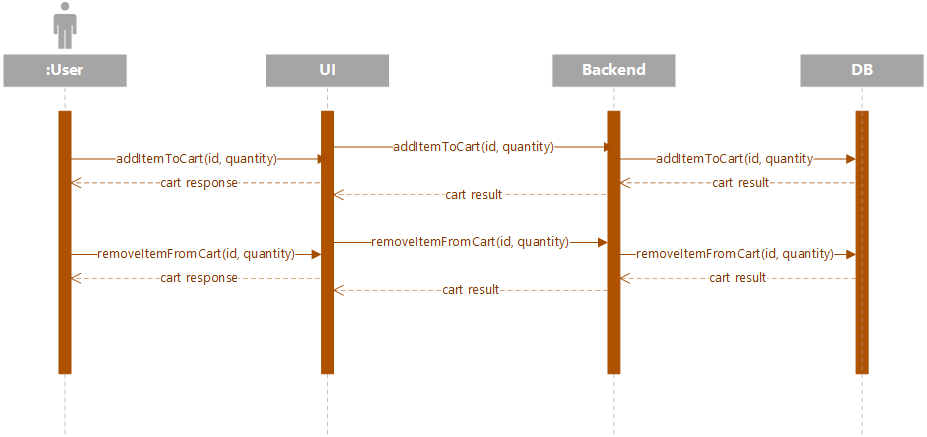 :User
UI
Backend
DB
addItemToCart(id, quantity)
addItemToCart(id, quantity)
addItemToCart(id, quantity
cart response
cart result
cart result
removeItemFromCart(id, quantity)
removeItemFromCart(id, quantity)
removeItemFromCart(id, quantity)
cart response
cart result
cart result